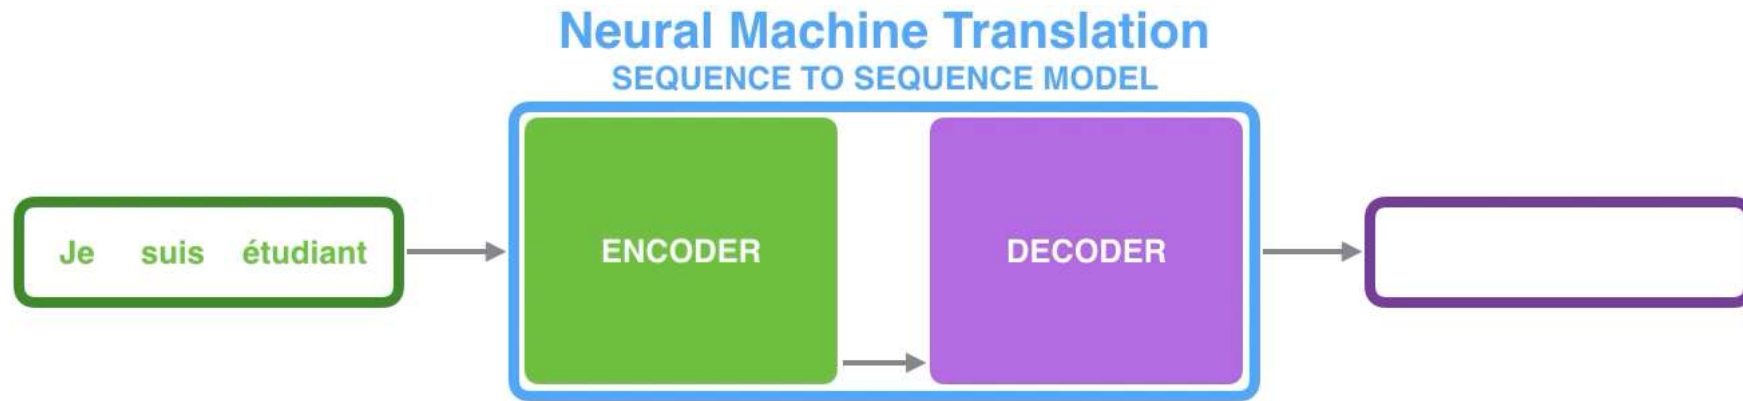 Neural Machine Translation
SEQUENCE TO SEQUENCE MODEL
Je suis étudiant
ENCODER
DECODER